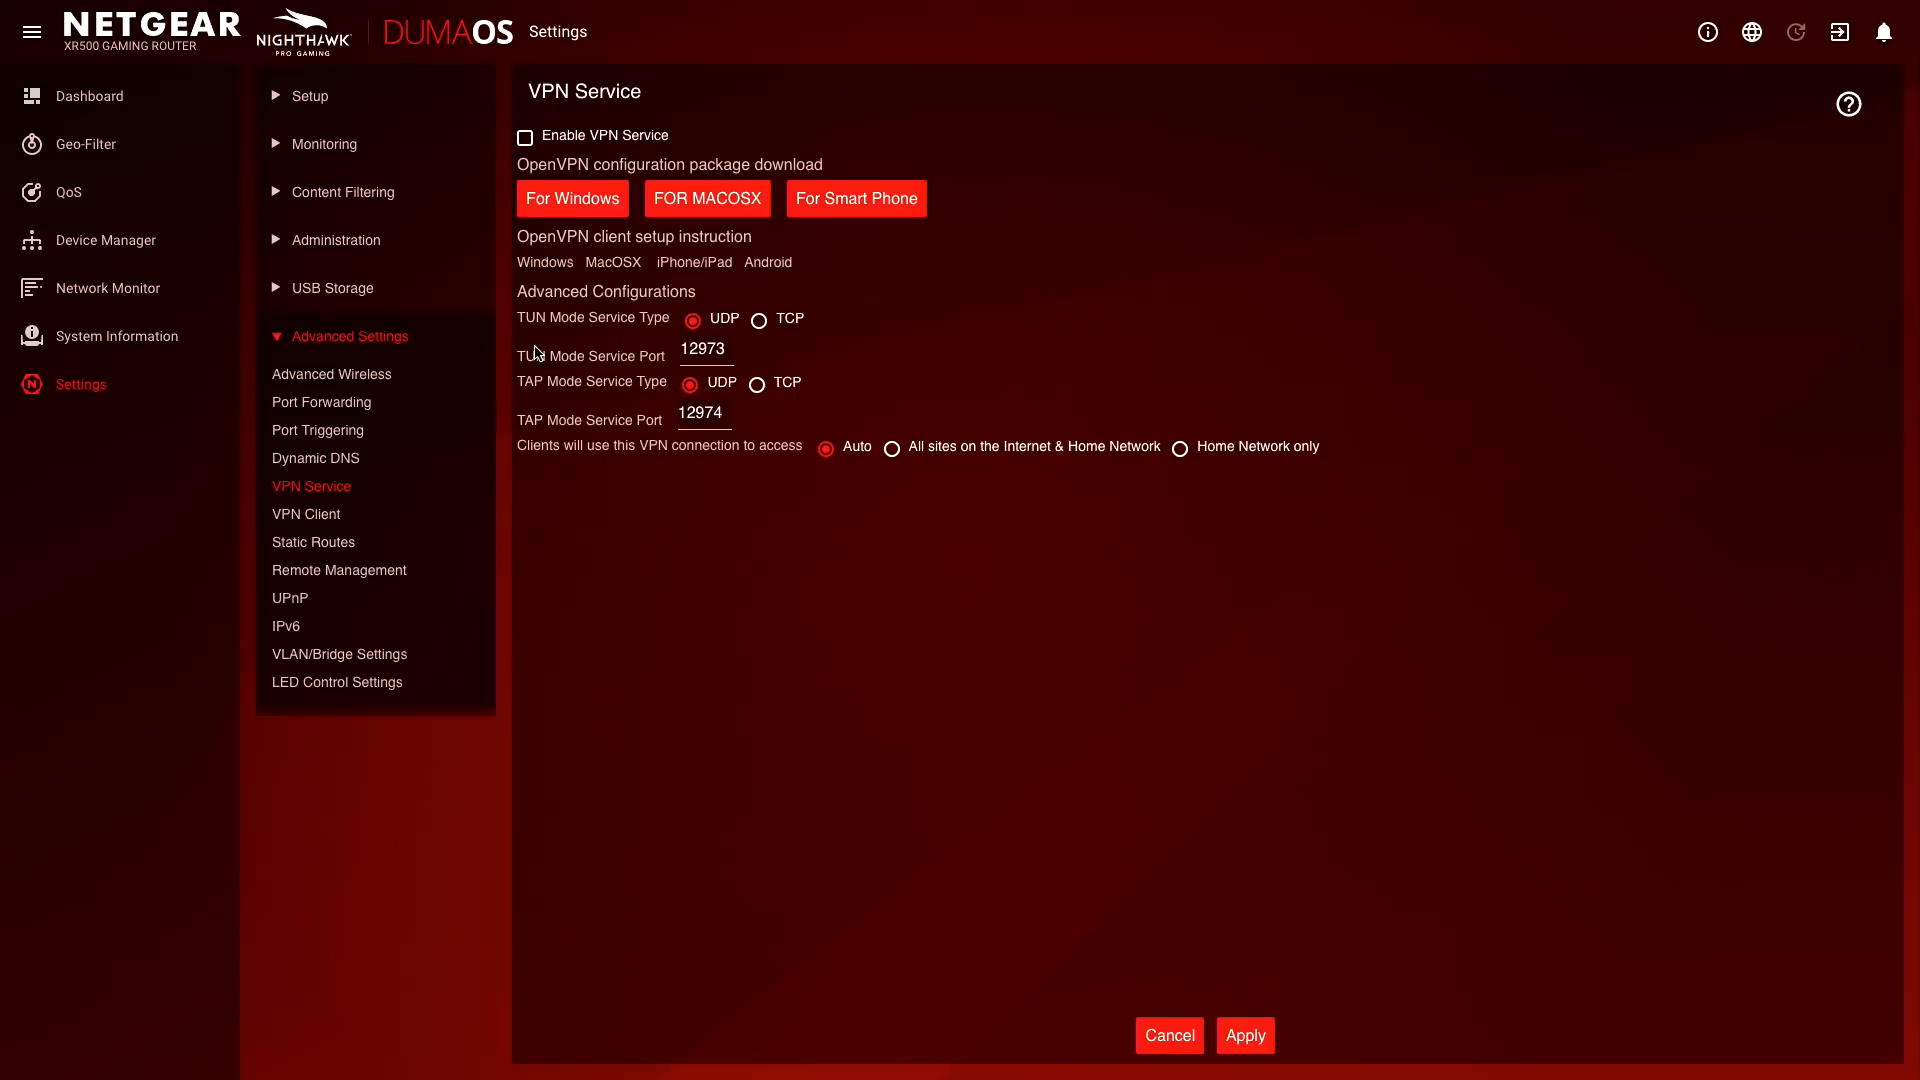 NETGEAR
XR500 GAMING ROUTER
NIGHTHAWK
PRO GAMING
DUMAOS
Settings
Dashboard
Geo-Filter
QoS
Device Manager
Network Monitor
System Information
Settings
Setup
Monitoring
Content Filtering
Administration
USB Storage
Advanced Settings
Advanced Wireless
Port Forwarding
Port Triggering
Dynamic DNS
VPN Service
VPN Client
Static Routes
Remote Management
UPnP
IPv6
VLAN/Bridge Settings
LED Control Settings
VPN Service
Enable VPN Service
OpenVPN configuration package download
For Windows FOR MACOSX For Smart Phone
OpenVPN client setup instruction
Windows MacOSX iPhone/iPad Android
Advanced Configurations
TUN Mode Service Type UDP TCP
TUN Mode Service Port 12973
TAP Mode Service Type UDP TCP
TAP Mode Service Port 12974
Clients will use this VPN connection to access Auto All sites on the Internet & Home Network Home Network only
Cancel Apply